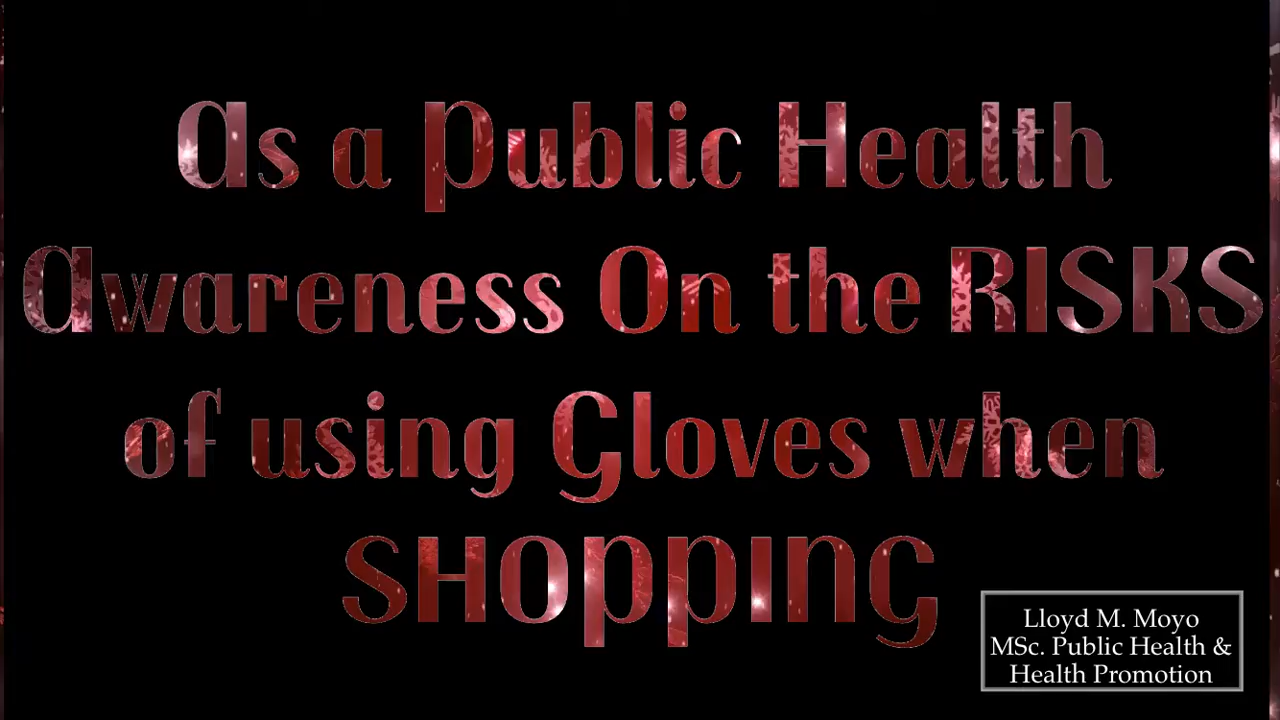 As a Public Health
Awareness On the RISKS
of using Gloves when
SHOPPING
Lloyd M. Moyo
MSc. Public Health &
Health Promotion